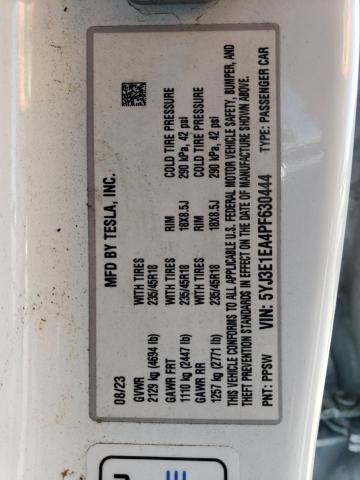 MFD BY TESLA, INC.
08/23
GVWR WITH TIRES RIM COLD TIRE PRESSURE
2129 kg (4694 lb) 235/45R18 18X8.5J 290 kPa, 42 psi
GAWR FRT WITH TIRES RIM COLD TIRE PRESSURE
1110 kg (2447 lb) 235/45R18 18X8.5J 290 kPa, 42 psi
GAWR RR
1257 kg (2771 lb)
THIS VEHICLE CONFORMS TO ALL APPLICABLE U.S. FEDERAL MOTOR VEHICLE SAFETY, BUMPER, AND
THEFT PREVENTION STANDARDS IN EFFECT ON THE DATE OF MANUFACTURE SHOWN ABOVE.
VIN: 5YJ3E1EA4PF630444 TYPE: PASSENGER CAR
PNT: PPSW